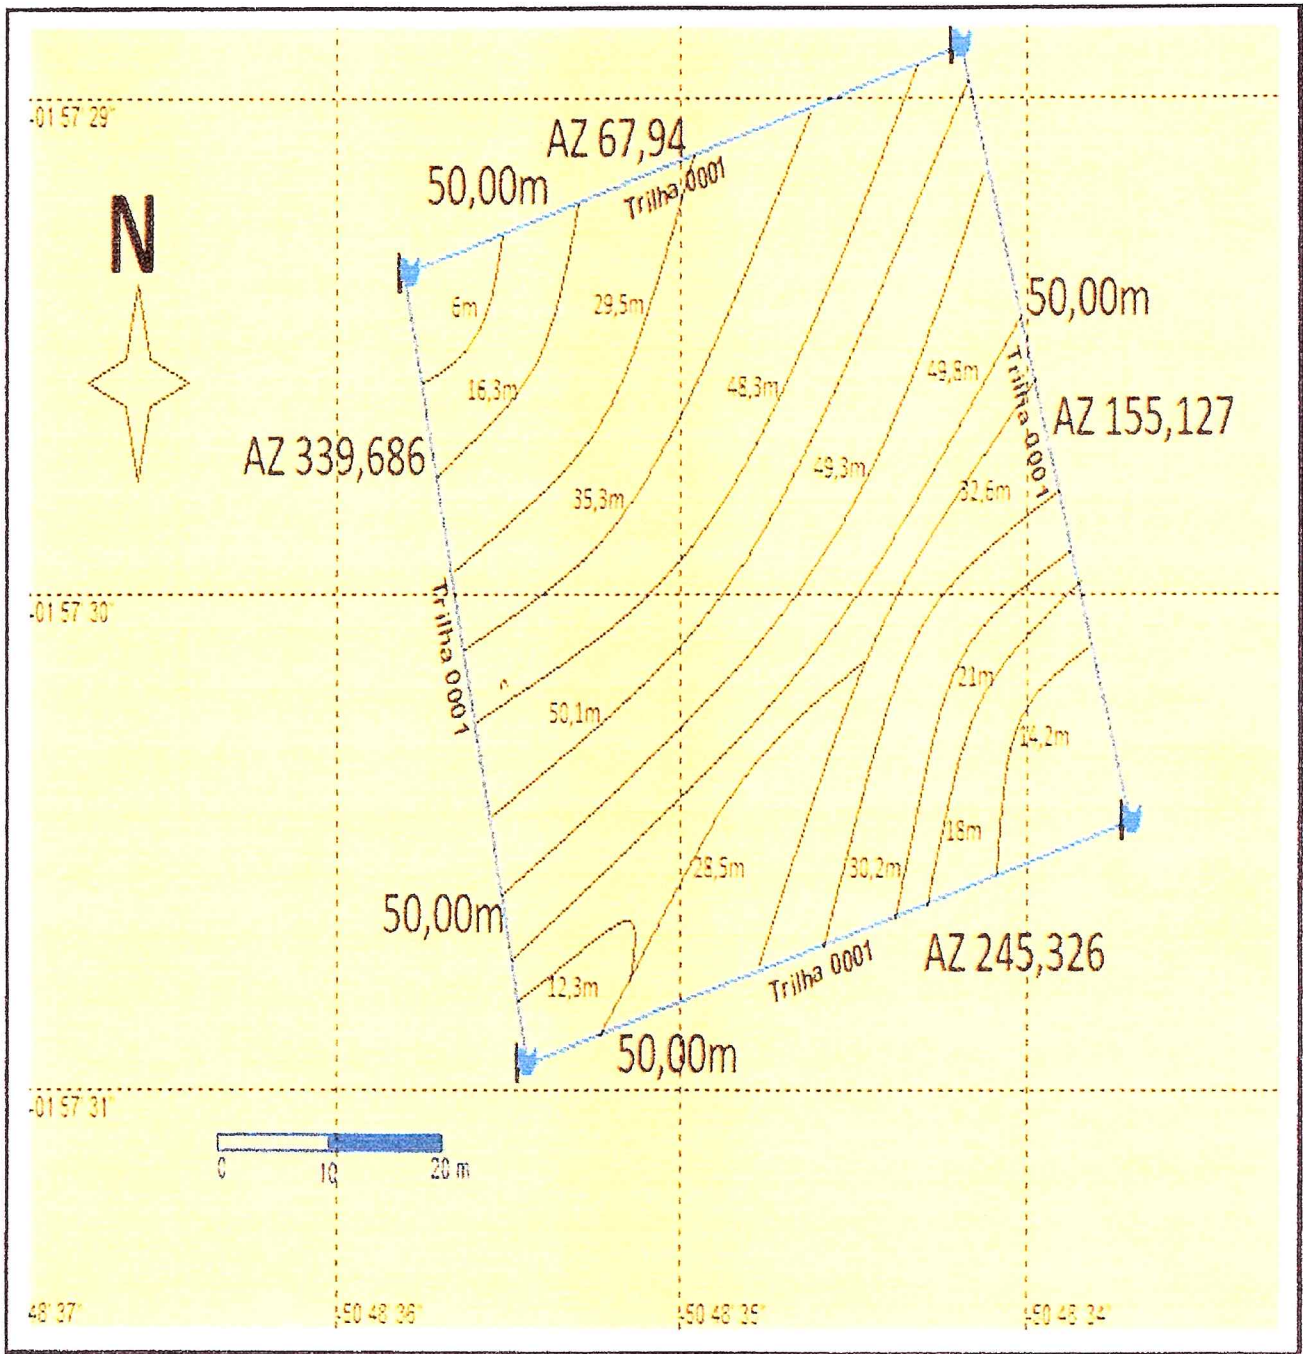 -01 57' 29"
AZ 67,94
50,00m
Trilha 0001
N
6m
29,5m
50,00m
16,3m
48,3m
49,8m
Trilha 0001
AZ 155,127
AZ 339,686
35,3m
49,3m
32,6m
-01 57' 30"
Trilha 0001
50,1m
21m
14,2m
18m
28,5m
30,2m
50,00m
AZ 245,326
Trilha 0001
12,3m
50,00m
-01 57' 31"
0 10 20 m
48' 37" -50 48' 36" -50 48' 35" -50 48' 34"